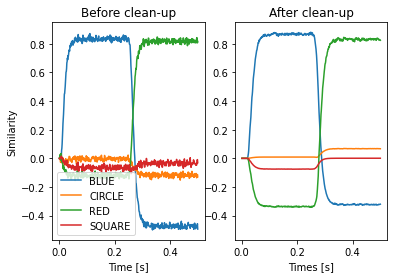 Before clean-up
After clean-up
Similarity
0.8
0.6
0.4
0.2
0.0
−0.2
−0.4
BLUE
CIRCLE
RED
SQUARE
0.0 0.2 0.4
Time [s]
0.8
0.6
0.4
0.2
0.0
−0.2
−0.4
0.0 0.2 0.4
Times [s]